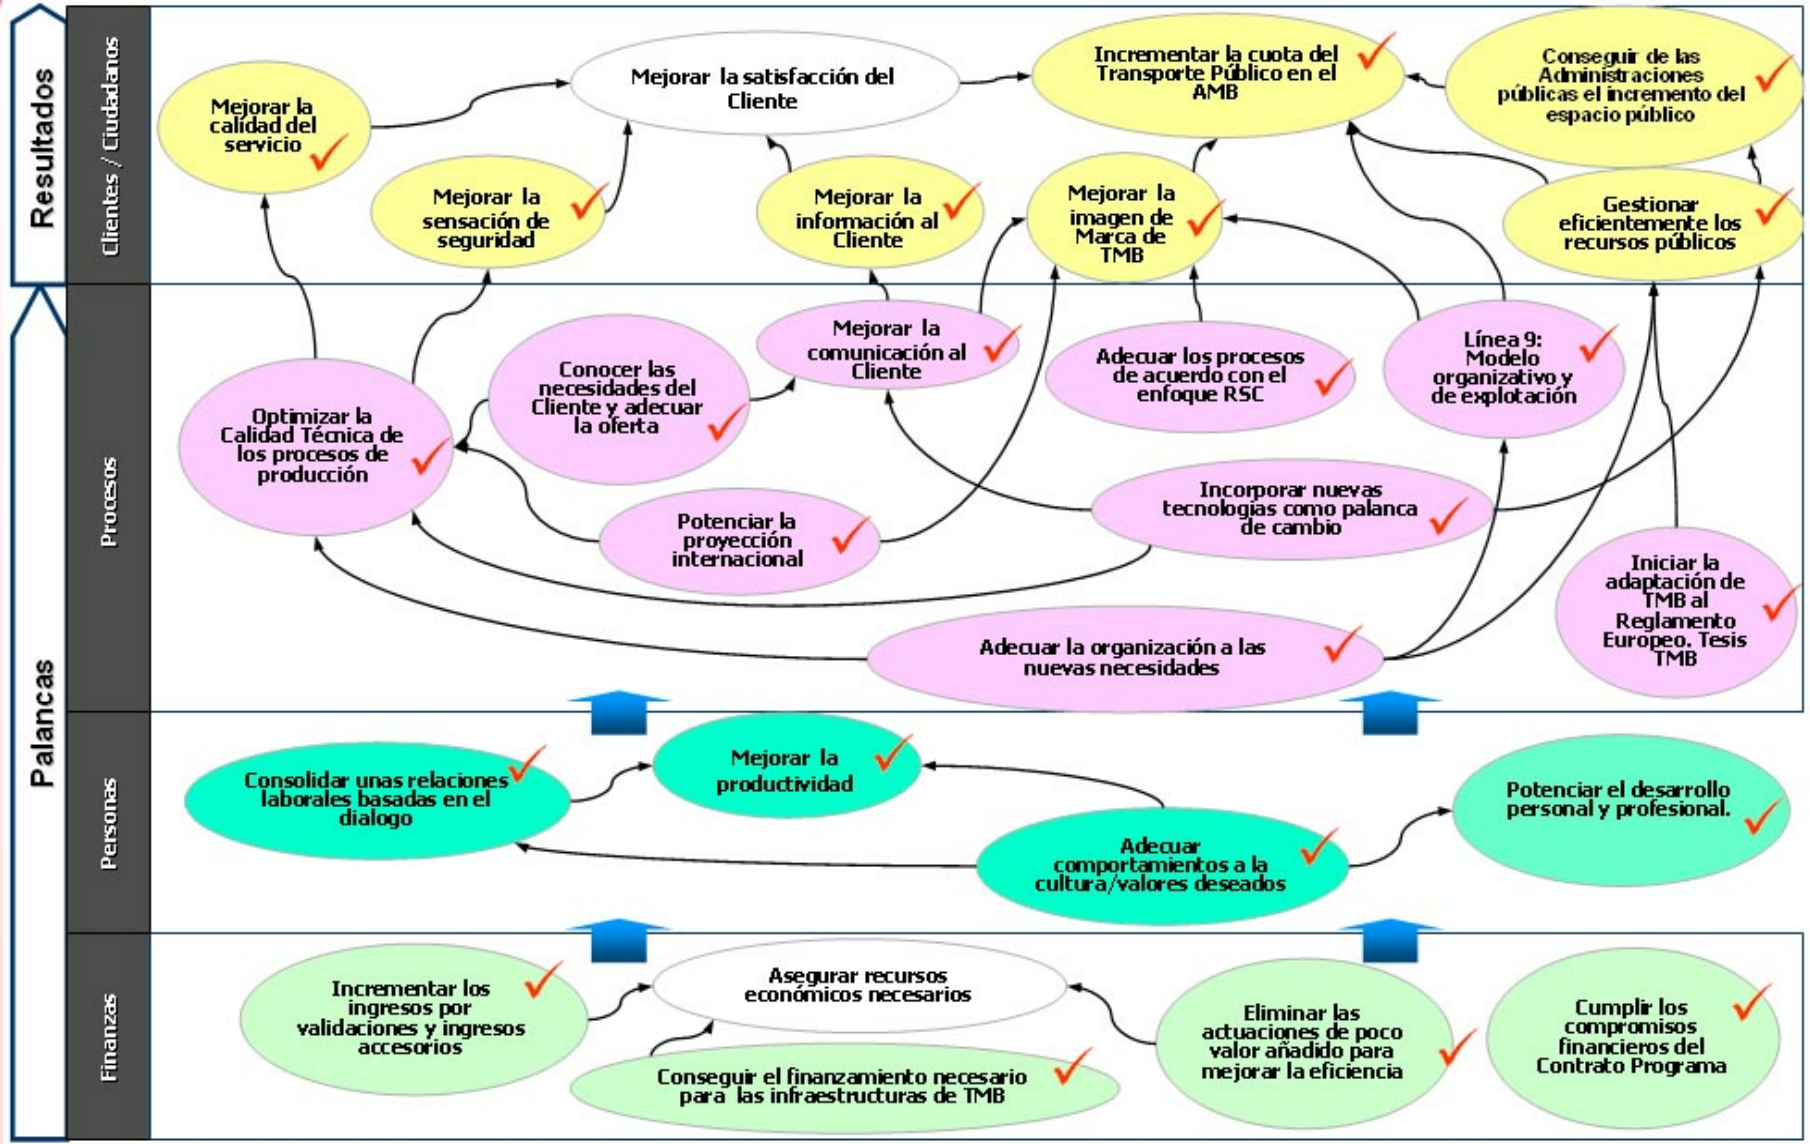 Resultados
Clientes / Ciudadanos
Mejorar la
calidad del
servicio
Mejorar la satisfacción del
Cliente
Incrementar la cuota del
Transporte Público en el
AMB
Conseguir de las
Administraciones
públicas el incremento del
espacio público
Mejorar la
sensación de
seguridad
Mejorar la
información al
Cliente
Mejorar la
imagen de
Marca de
TMB
Gestionar
eficientemente los
recursos públicos
Palancas
Procesos
Optimizar la
Calidad Técnica de
los procesos de
producción
Conocer las
necesidades del
Cliente y adecuar
la oferta
Mejorar la
comunicación al
Cliente
Adecuar los procesos
de acuerdo con el
enfoque RSC
Línea 9:
Modelo
organizativo y
de explotación
Potenciar la
proyección
internacional
Incorporar nuevas
tecnologías como palanca
de cambio
Iniciar la
adaptación de
TMB al
Reglamento
Europeo. Tesis
TMB
Adecuar la organización a las
nuevas necesidades
Personas
Consolidar unas relaciones
laborales basadas en el
dialogo
Mejorar la
productividad
Adecuar
comportamientos a la
cultura/valores deseados
Potenciar el desarrollo
personal y profesional.
Finanzas
Incrementar los
ingresos por
validaciones y ingresos
accesorios
Asegurar recursos
económicos necesarios
Conseguir el finanzamiento necesario
para las infraestructuras de TMB
Eliminar las
actuaciones de poco
valor añadido para
mejorar la eficiencia
Cumplir los
compromisos
financieros del
Contrato Programa